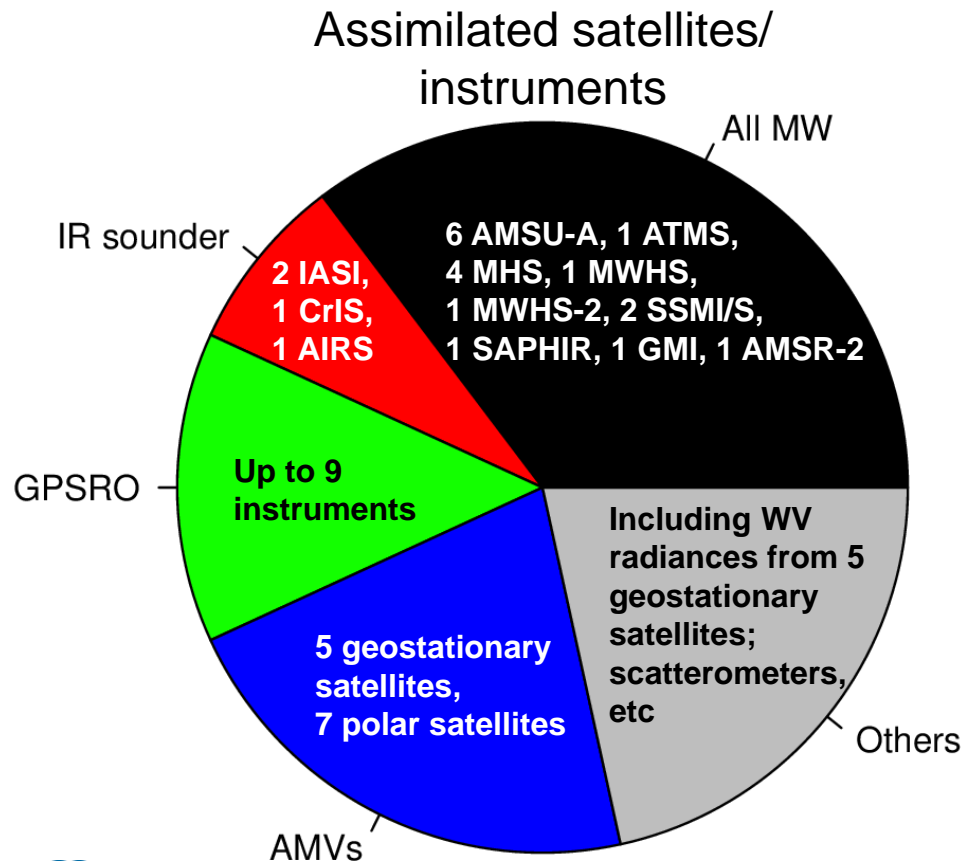 Assimilated satellites/
instruments
All MW
6 AMSU-A, 1 ATMS,
4 MHS, 1 MWHS,
1 MWHS-2, 2 SSMI/S,
1 SAPHIR, 1 GMI, 1 AMSR-2
IR sounder
2 IASI,
1 CrIS,
1 AIRS
GPSRO
Up to 9
instruments
Including WV
radiances from 5
geostationary
satellites;
scatterometers,
etc
5 geostationary
satellites,
7 polar satellites
Others
AMVs